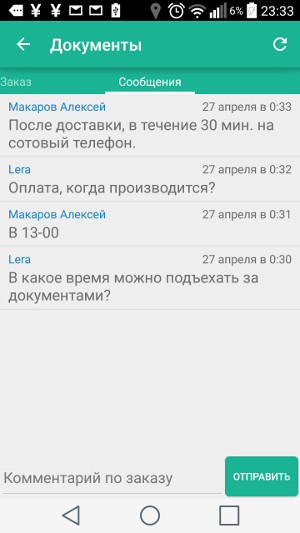 6% 23:33
Документы
Заказ Сообщения
Макаров Алексей 27 апреля в 0:33
После доставки, в течение 30 мин. на
сотовый телефон.
Lera 27 апреля в 0:32
Оплата, когда производится?
Макаров Алексей 27 апреля в 0:31
В 13-00
Lera 27 апреля в 0:30
В какое время можно подъехать за
документами?
Комментарий по заказу ОТПРАВИТЬ